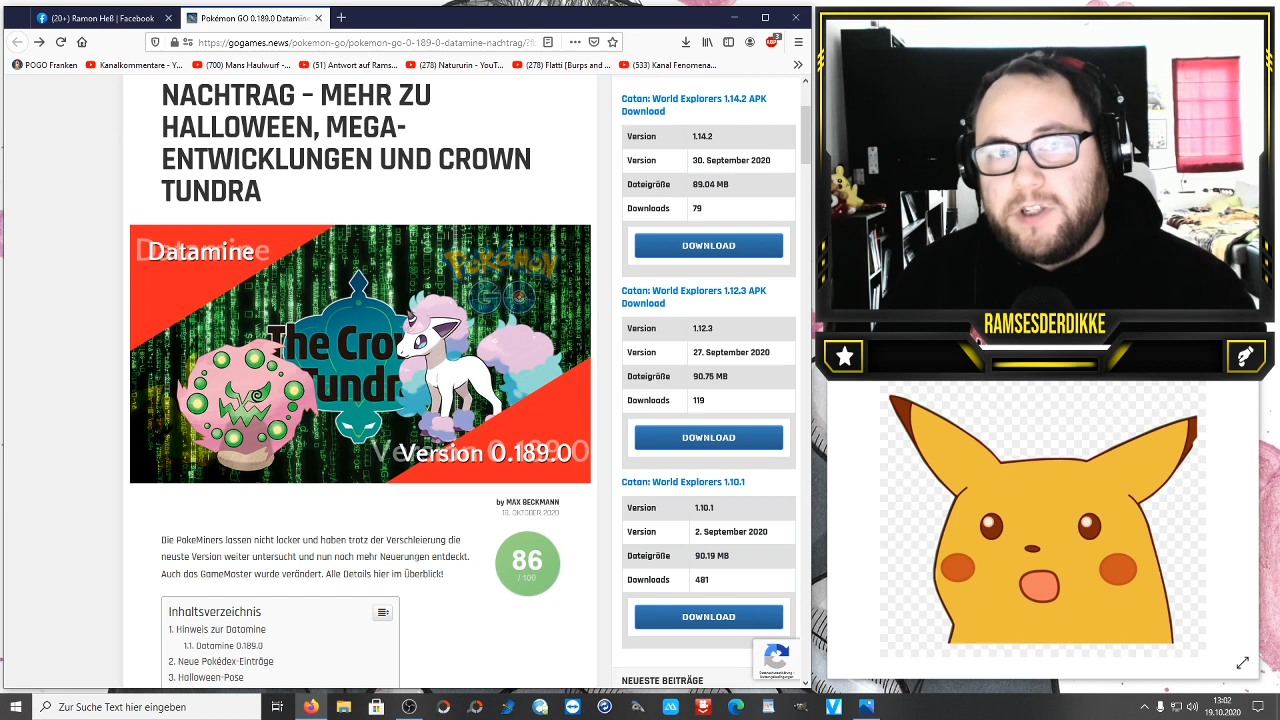 (20+) Ramon Heß | Facebook
Pokémon GO 0.189.0 Datamine
https://gogames.news/pokemon-go/pokemon-go-0-189-0-datamine-nachtrag/?f
3
POGO Franken
Kanalkommentare - Y...
(700) Mans Haulwurf -...
(51) Antwort auf Rams...
(278) Natururin - YouT...
(278) Flatti [Burps and ...
(533) Kanal Fenomena...
NACHTRAG – MEHR ZU
HALLOWEEN, MEGA-
ENTWICKLUNGEN UND CROWN
TUNDRA
Datamine
POKÉMON
GO
The Crow
Tundr
Version 0.189.0
by MAX BECKMANN
18. OKTOBER 2020
Die PokeMiners lassen nicht locker und haben trotz der Verschleierung die
neuste Version weiter untersucht und nun noch mehr Neuerungen entdeckt.
Auch das GameMaster wurde verändert. Alle Details hier im Überblick!
86
/ 100
Inhaltsverzeichnis
1. Hinweis zur Datomine
1.1. Datamine 0.189.0
2. Neue Pokédex-Einträge
3. Halloween-Pose
Catan: World Explorers 1.14.2 APK
Download
Version 1.14.2
Version 30. September 2020
Dateigröße 89.04 MB
Downloads 79
DOWNLOAD
Catan: World Explorers 1.12.3 APK
Download
Version 1.12.3
Version 27. September 2020
Dateigröße 90.75 MB
Downloads 119
DOWNLOAD
Catan: World Explorers 1.10.1
Version 1.10.1
Version 2. September 2020
Dateigröße 90.19 MB
Downloads 481
DOWNLOAD
NEUESTE BEITRÄGE
RAMSESDERDIKKE
Zur Suche Text hier eingeben
13:02
19.10.2020